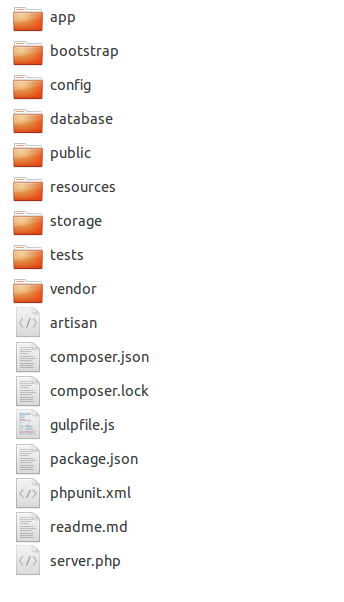 app
bootstrap
config
database
public
resources
storage
tests
vendor
artisan
composer.json
composer.lock
gulpfile.js
package.json
phpunit.xml
readme.md
server.php